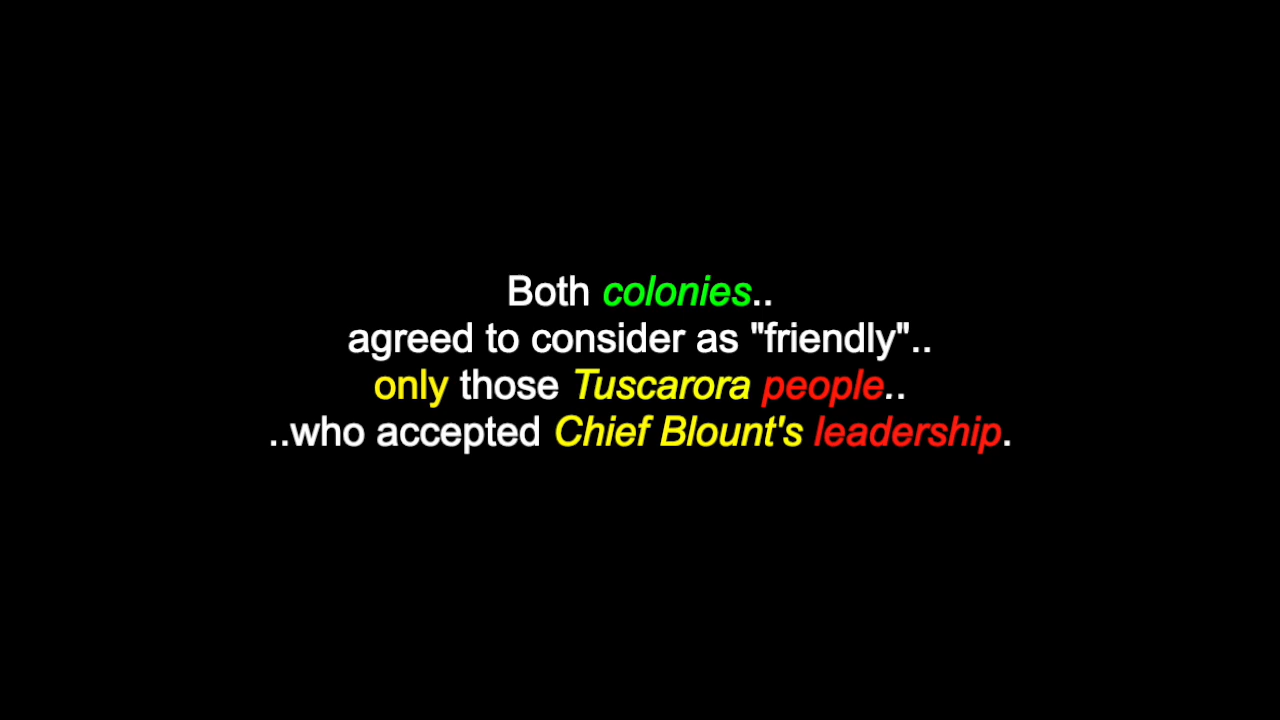 Both colonies..
agreed to consider as "friendly"..
only those Tuscarora people..
..who accepted Chief Blount's leadership.